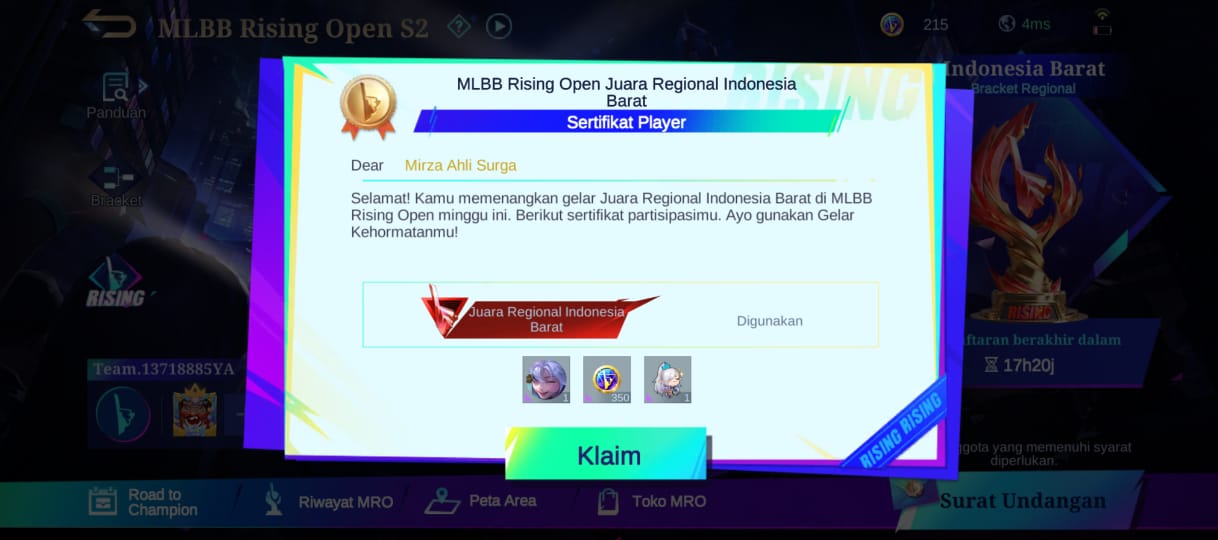 MLBB Rising Open S2
215
4ms
Panduan
Bracket
RISING
Team.13718885YA
MLBB Rising Open Juara Regional Indonesia
Barat
Sertifikat Player
RISING
Dear Mirza Ahli Surga
Selamat! Kamu memenangkan gelar Juara Regional Indonesia Barat di MLBB
Rising Open minggu ini. Berikut sertifikat partisipasimu. Ayo gunakan Gelar
Kehormatanmu!
Juara Regional Indonesia
Barat
Digunakan
1
350
1
Klaim
RISING RISING
Indonesia Barat
Bracket Regional
RISING
ftaran berakhir dalam
17h20j
ggota yang memenuhi syarat
diperlukan.
Road to
Champion
Riwayat MRO
Peta Area
Toko MRO
Surat Undangan